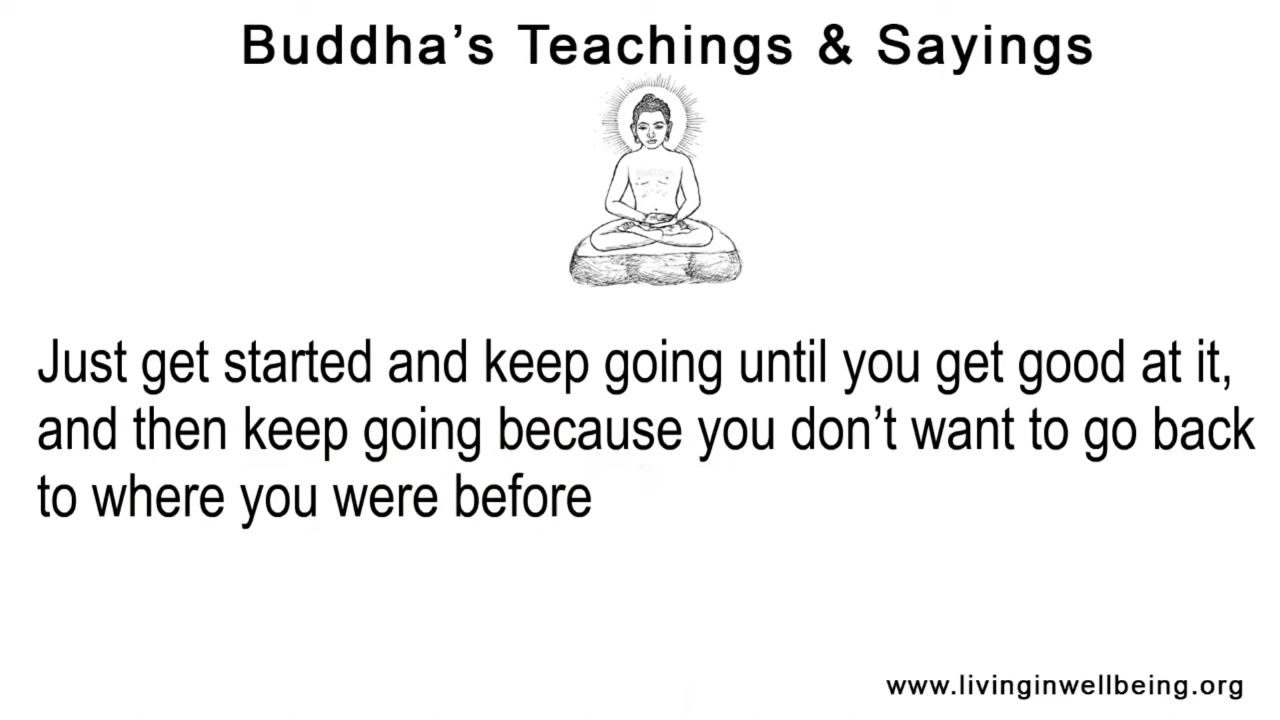 Buddha’s Teachings & Sayings
Just get started and keep going until you get good at it,
and then keep going because you don’t want to go back
to where you were before
www.livinginwellbeing.org